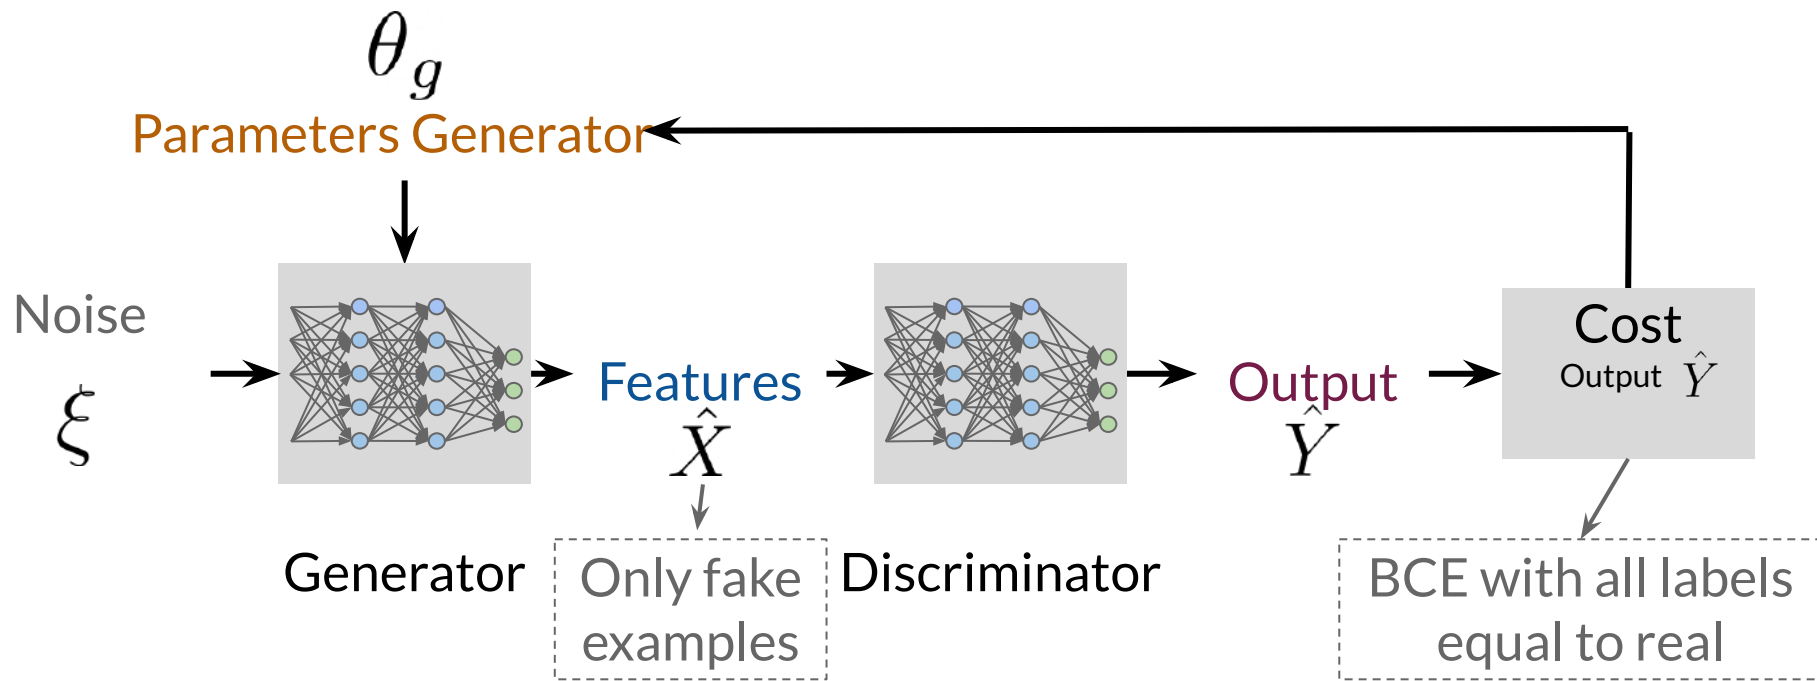 θg
Parameters Generator
Noise
ξ
Generator
Features
X̂
Only fake
examples
Discriminator
Output
Ŷ
Cost
Output Ŷ
BCE with all labels
equal to real